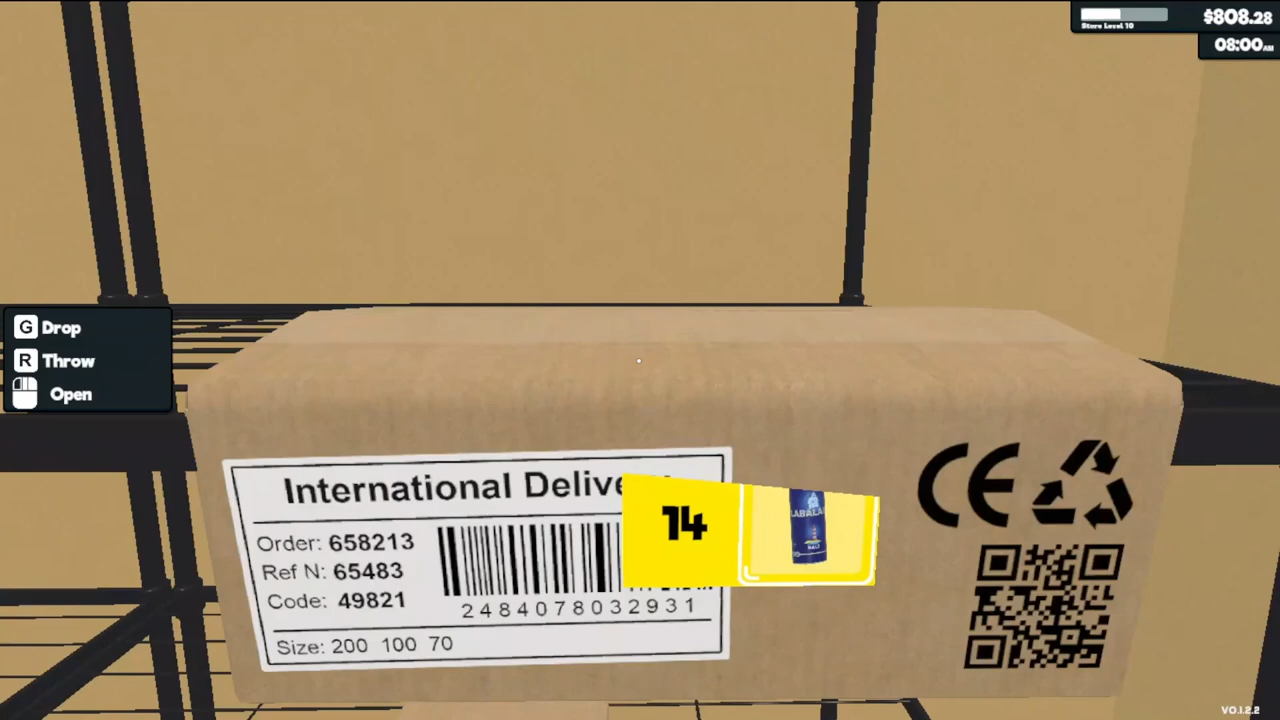 $808.28
Store Level 10
08:00AM
G Drop
R Throw
Open
International Delive
Order: 658213
Ref N: 65483
Code: 49821
2484078032931
Size: 200 100 70
14
SALT
CE
V0.1.2.2